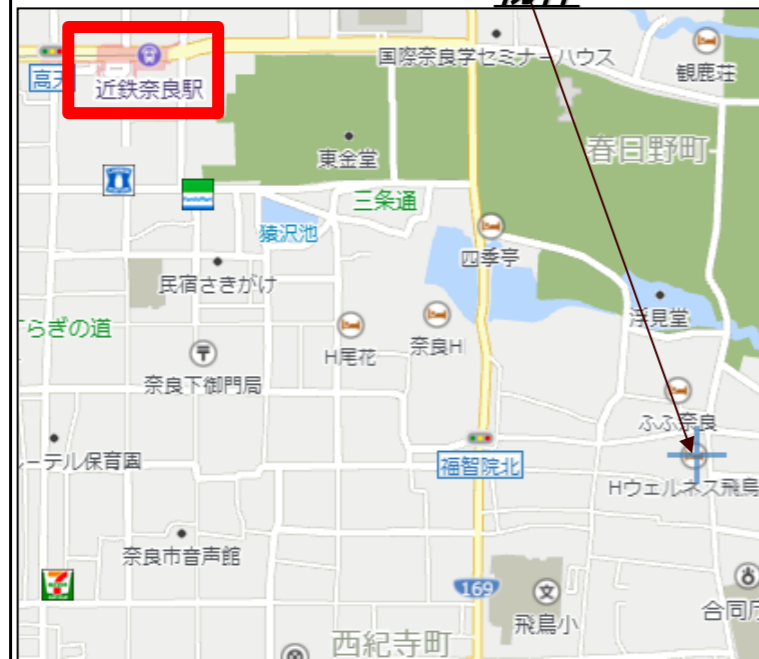 国際奈良学セミナーハウス
観鹿荘
高天
近鉄奈良駅
東金堂
春日野町
FamilyMart
三条通
猿沢池
四季亭
民宿さきがけ
浮見堂
らぎの道
H尾花
奈良H
奈良下御門局
ふふ奈良
ーテル保育園
福智院北
Hウェルネス飛鳥
奈良市音声館
169
飛鳥小
合同庁
西紀寺町